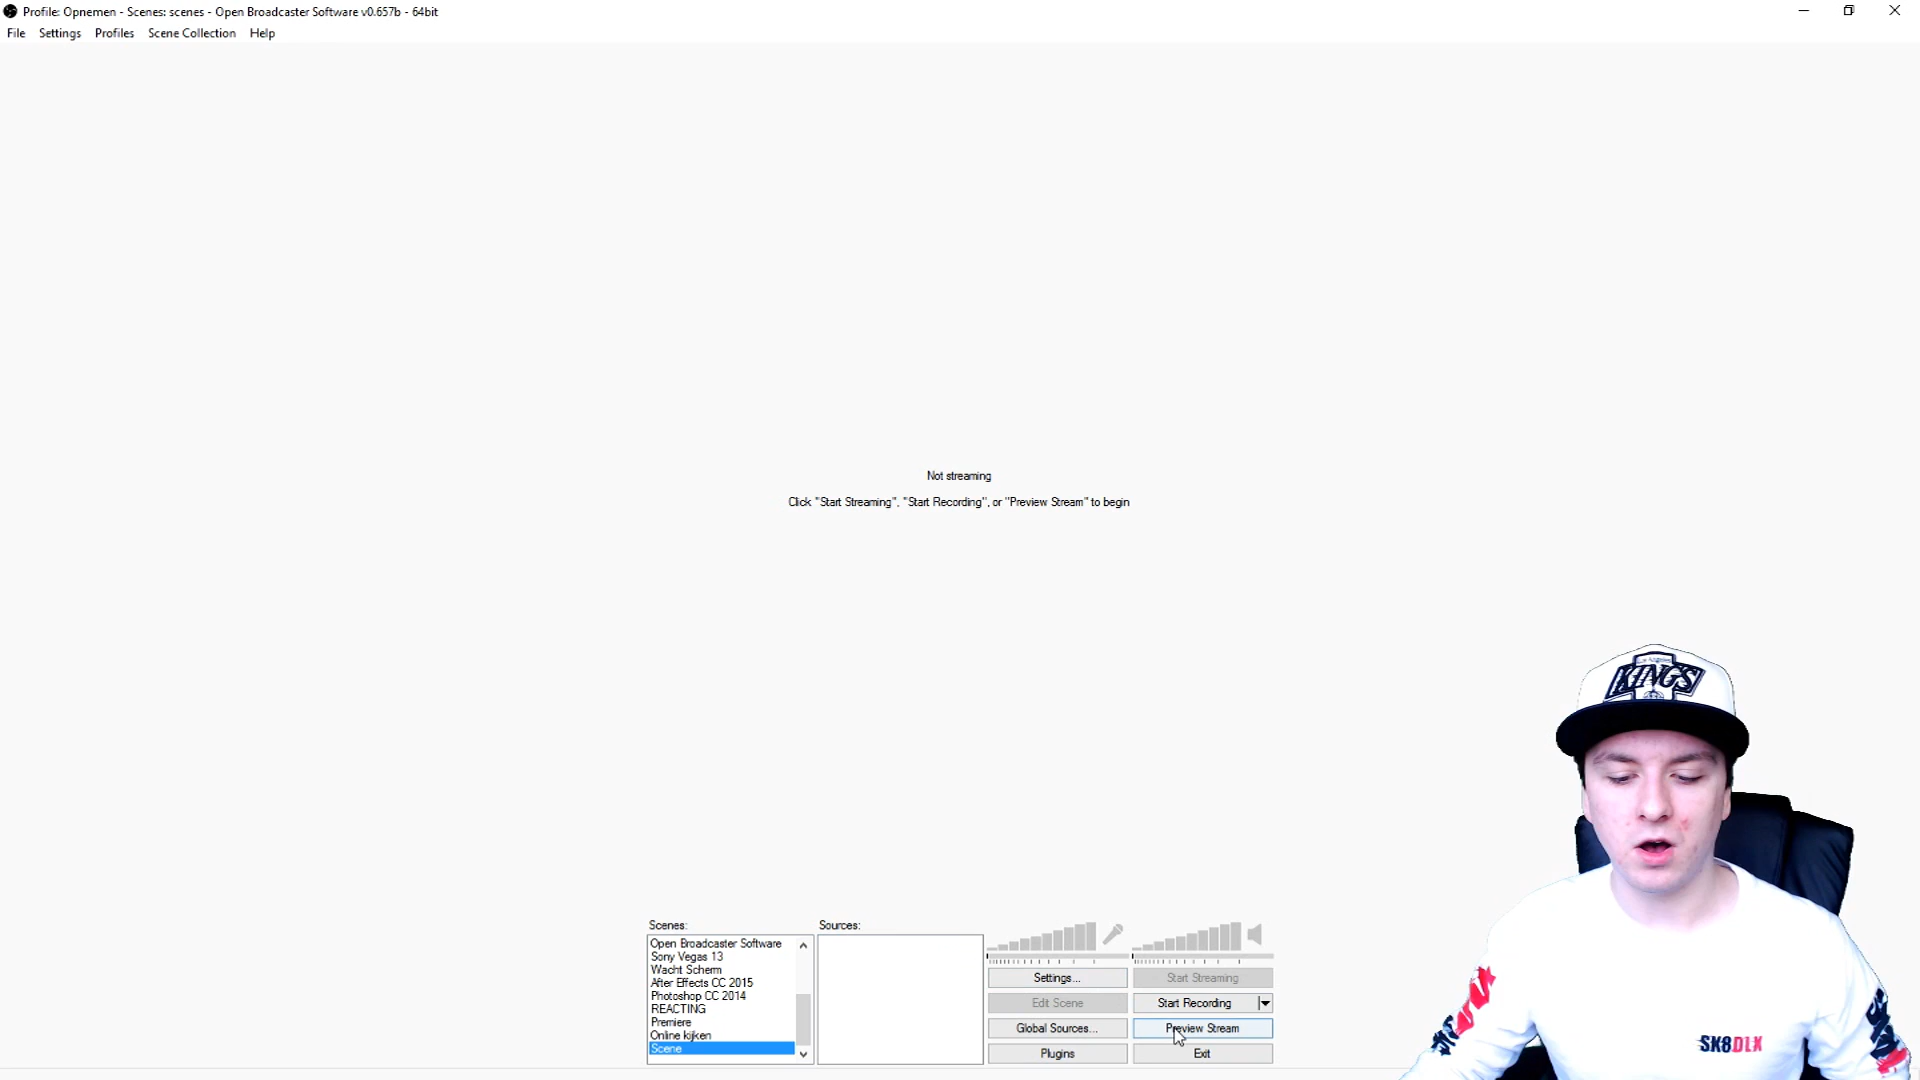 Profile: Opnemen - Scenes: scenes - Open Broadcaster Software v0.657b - 64bit
File Settings Profiles Scene Collection Help
Not streaming
Click "Start Streaming", "Start Recording", or "Preview Stream" to begin
KINGS
Scenes:
Sources:
Open Broadcaster Software
Sony Vegas 13
Wacht Scherm
After Effects CC 2015
Photoshop CC 2014
REACTING
Premiere
Online kijken
Scene
Settings...
Start Streaming
Edit Scene
Start Recording
Global Sources...
Preview Stream
Plugins
Exit
SK8DLX